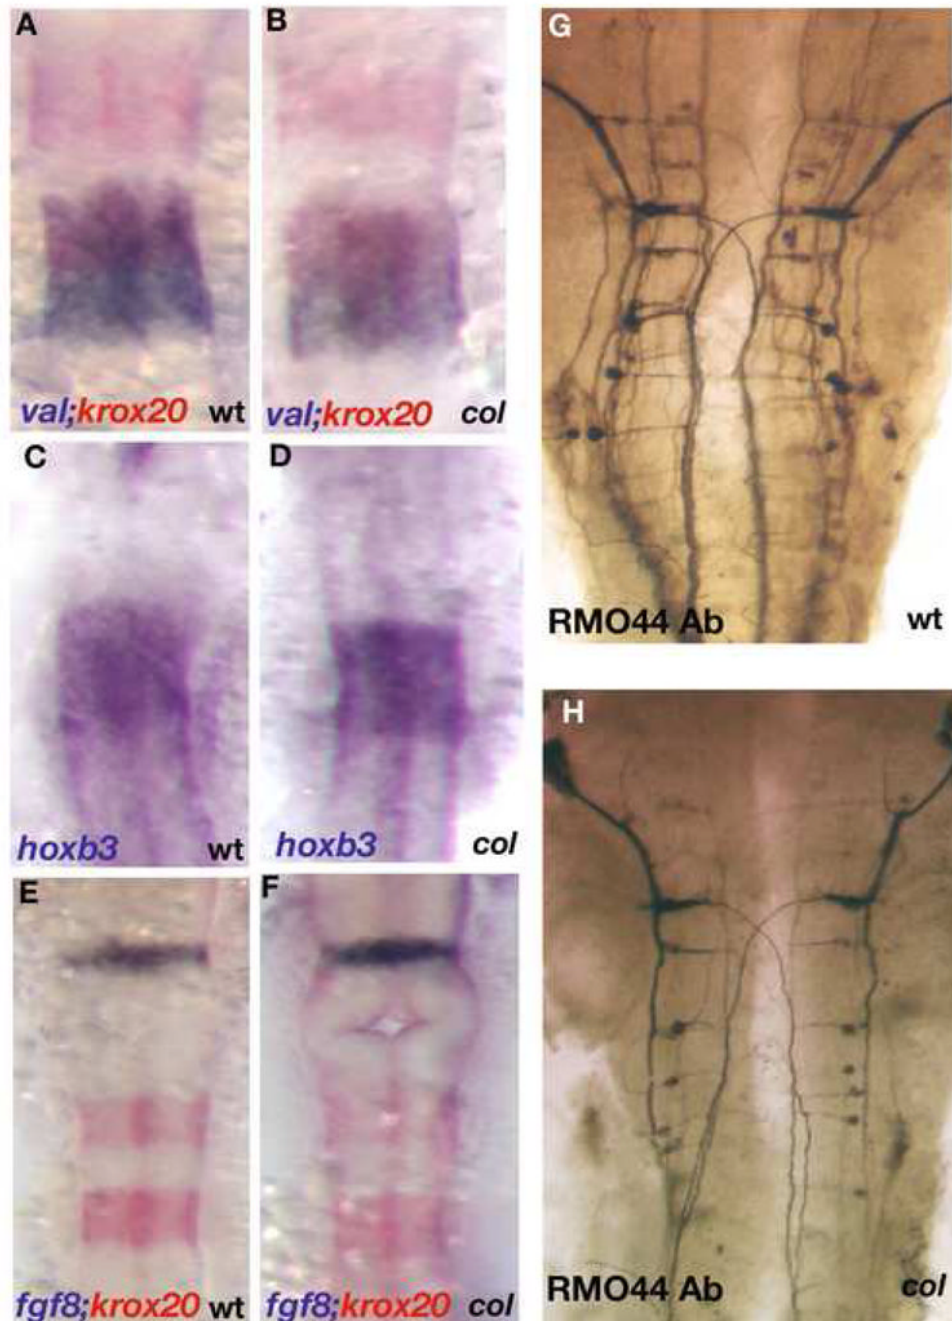 A
val;krox20 wt
B
val;krox20 col
C
hoxb3 wt
D
hoxb3 col
E
fgf8;krox20 wt
F
fgf8;krox20 col
G
RMO44 Ab wt
H
RMO44 Ab col